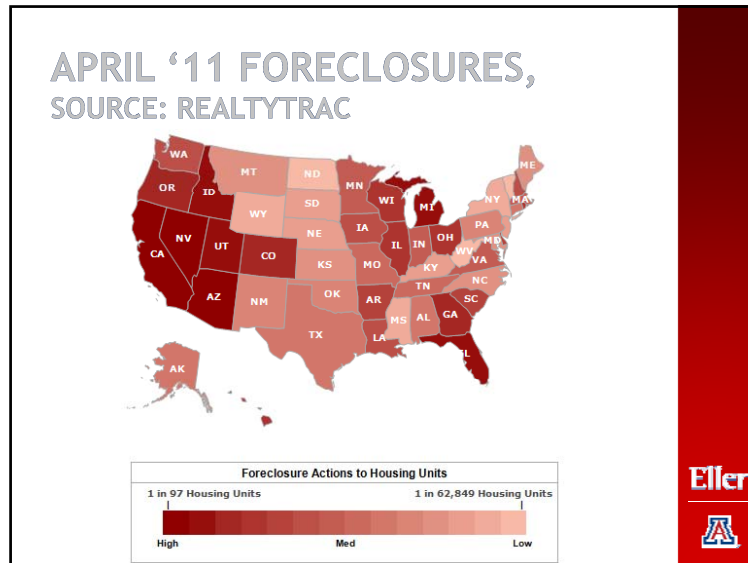 APRIL ‘11 FORECLOSURES,
SOURCE: REALTYTRAC
WA
MT
ND
MN
ME
OR
ID
SD
WI
MI
NY
MA
WY
IA
PA
NE
NV
UT
CO
IL
IN
OH
MD
CA
KS
MO
KY
WV
VA
AZ
NM
OK
AR
TN
NC
SC
TX
LA
MS
AL
GA
FL
AK
Foreclosure Actions to Housing Units
1 in 97 Housing Units 1 in 62,849 Housing Units
High Med Low
Eller
A